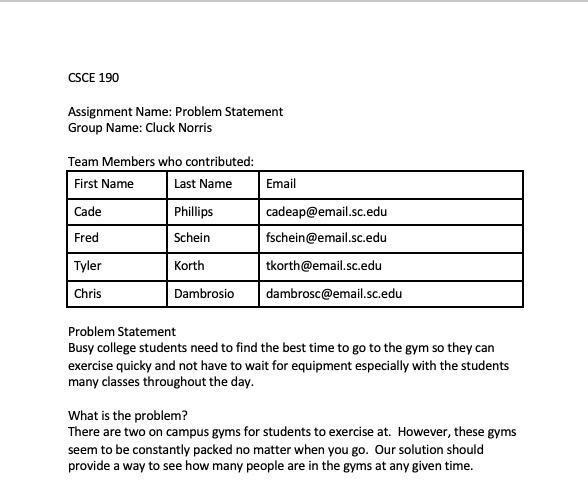 CSCE 190
Assignment Name: Problem Statement
Group Name: Cluck Norris
Team Members who contributed:
First Name Last Name Email
Cade Phillips cadeap@email.sc.edu
Fred Schein fschein@email.sc.edu
Tyler Korth tkorth@email.sc.edu
Chris Dambrosio dambrosc@email.sc.edu
Problem Statement
Busy college students need to find the best time to go to the gym so they can
exercise quicky and not have to wait for equipment especially with the students
many classes throughout the day.
What is the problem?
There are two on campus gyms for students to exercise at.  However, these gyms
seem to be constantly packed no matter when you go.  Our solution should
provide a way to see how many people are in the gyms at any given time.